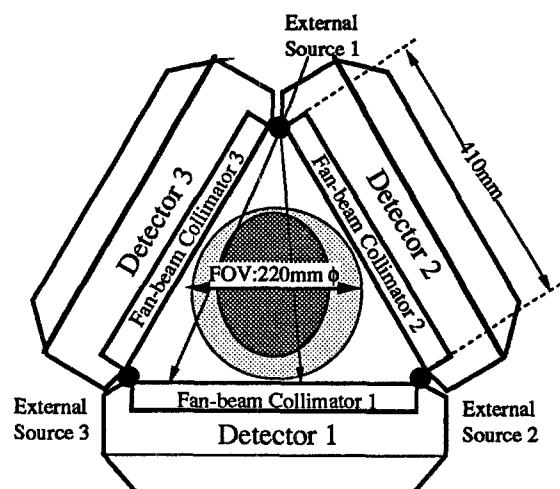 External
Source 1
410mm
Detector 3
Fan-beam Collimator 3
Fan-beam Collimator 2
Detector 2
FOV:220mm ϕ
External
Source 3
Fan-beam Collimator 1
Detector 1
External
Source 2